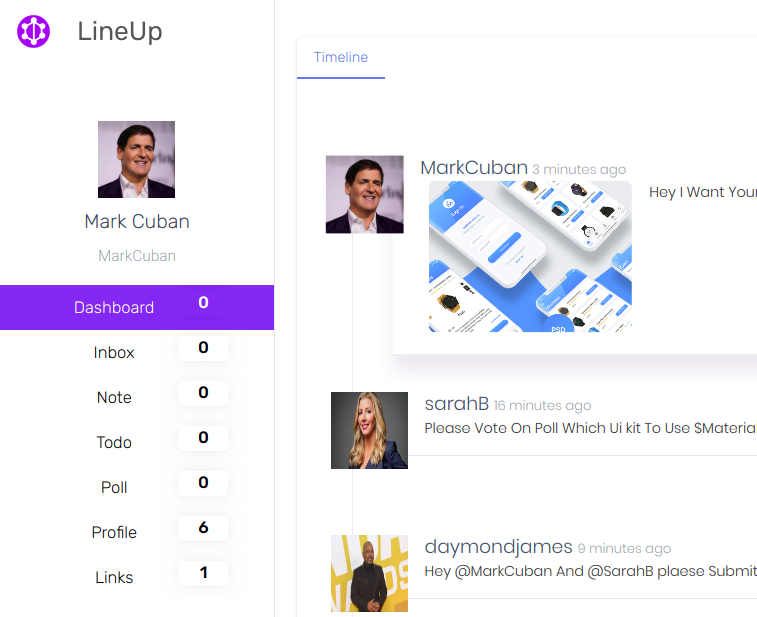 LineUp
Mark Cuban
MarkCuban
Dashboard 0
Inbox 0
Note 0
Todo 0
Poll 0
Profile 6
Links 1
Timeline
MarkCuban 3 minutes ago
Hey I Want Your
Sign In
PSD
sarahB 16 minutes ago
Please Vote On Poll Which Ui kit To Use $Materia
daymondjames 9 minutes ago
Hey @MarkCuban And @SarahB plaese Submit